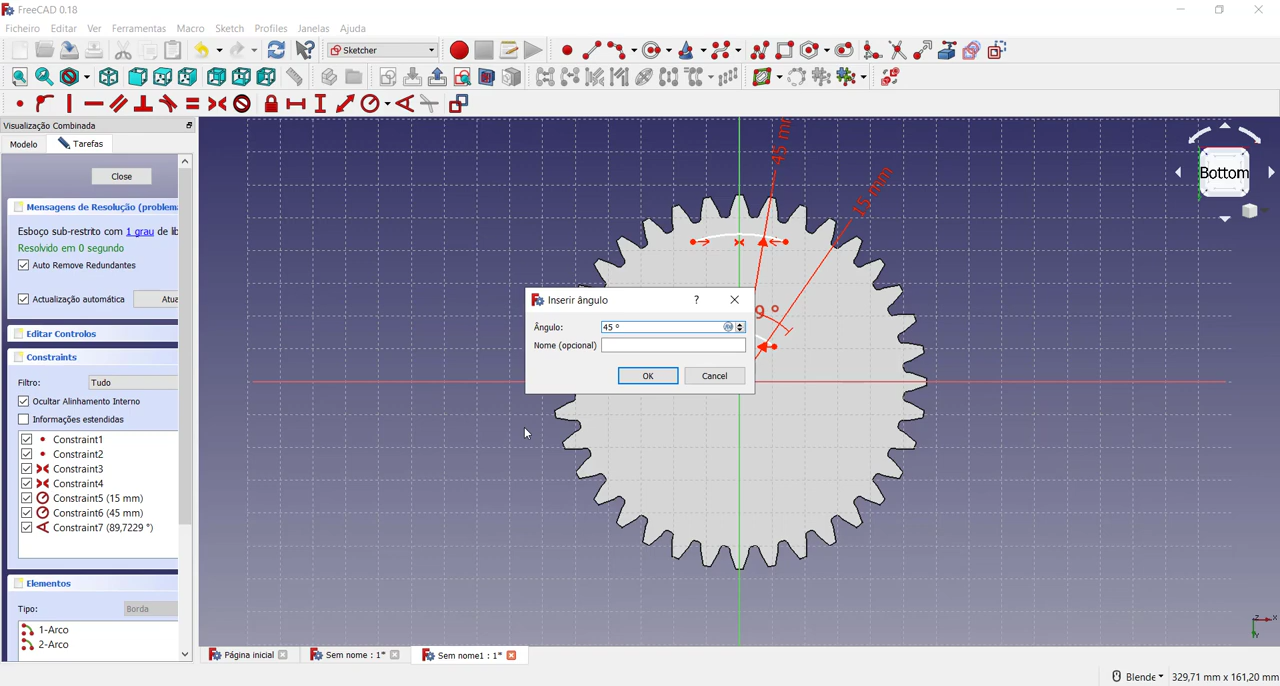 FreeCAD 0.18
Ficheiro Editar Ver Ferramentas Macro Sketch Profiles Janelas Ajuda
Sketcher
Visualização Combinada
Modelo Tarefas
Close
Mensagens de Resolução (problema
Esboço sub-restrito com 1 grau de lib
Resolvido em 0 segundo
Auto Remove Redundantes
Actualização automática Atua
Editar Controlos
Constraints
Filtro: Tudo
Ocultar Alinhamento Interno
Informações estendidas
Constraint1
Constraint2
Constraint3
Constraint4
Constraint5 (15 mm)
Constraint6 (45 mm)
Constraint7 (89,7229 °)
Elementos
Tipo: Borda
1-Arco
2-Arco
45 mm
15 mm
9 °
Bottom
Inserir ângulo ?
Ângulo: 45 °
Nome (opcional)
OK Cancel
Z X
Y
Página inicial Sem nome : 1* Sem nome1 : 1*
Blende 329,71 mm x 161,20 mm